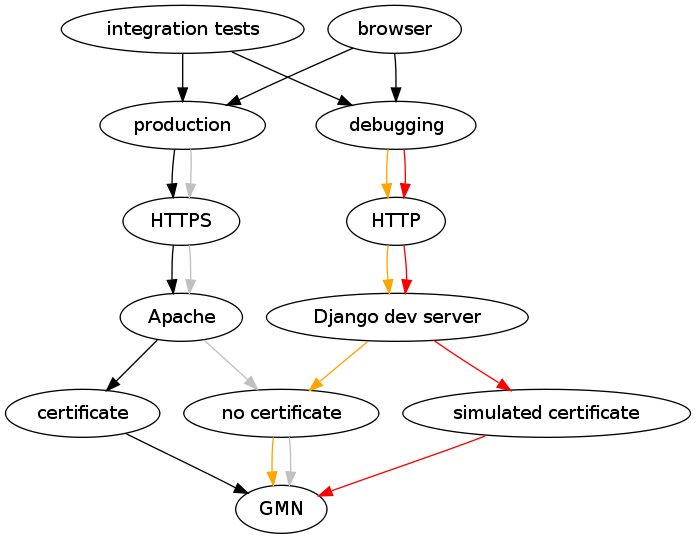 integration tests
browser
production
debugging
HTTPS
HTTP
Apache
Django dev server
certificate
no certificate
simulated certificate
GMN